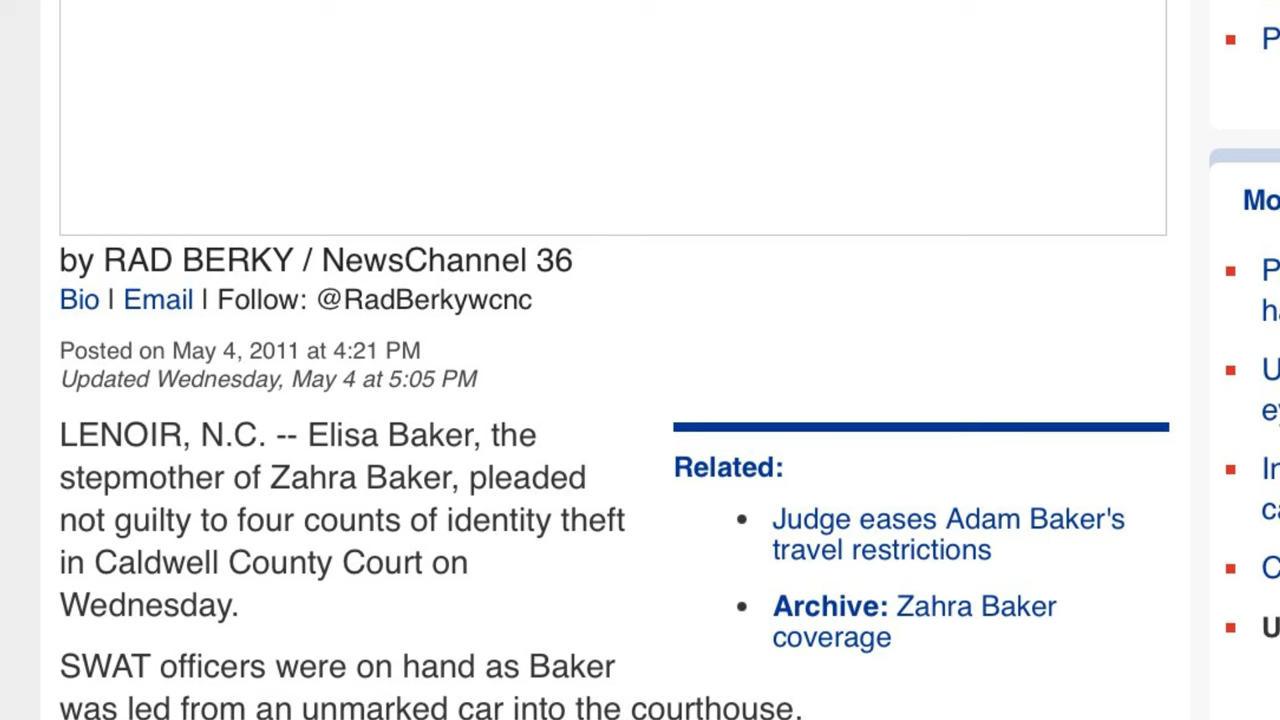 by RAD BERKY / NewsChannel 36
Bio | Email | Follow: @RadBerkywcnc
Posted on May 4, 2011 at 4:21 PM
Updated Wednesday, May 4 at 5:05 PM
LENOIR, N.C. -- Elisa Baker, the
stepmother of Zahra Baker, pleaded
not guilty to four counts of identity theft
in Caldwell County Court on
Wednesday.
SWAT officers were on hand as Baker
was led from an unmarked car into the courthouse.
Related:
Judge eases Adam Baker's
travel restrictions
Archive: Zahra Baker
coverage